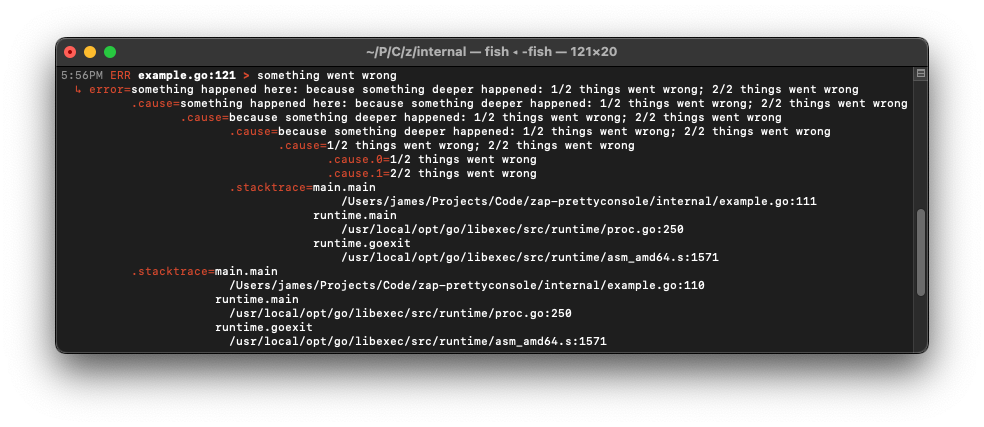 ~/P/C/z/internal — fish ◂ -fish — 121×20
5:56PM ERR example.go:121 > something went wrong
↳ error=something happened here: because something deeper happened: 1/2 things went wrong; 2/2 things went wrong
.cause=something happened here: because something deeper happened: 1/2 things went wrong; 2/2 things went wrong
.cause=because something deeper happened: 1/2 things went wrong; 2/2 things went wrong
.cause=because something deeper happened: 1/2 things went wrong; 2/2 things went wrong
.cause=1/2 things went wrong; 2/2 things went wrong
.cause.0=1/2 things went wrong
.cause.1=2/2 things went wrong
.stacktrace=main.main
/Users/james/Projects/Code/zap-prettyconsole/internal/example.go:111
runtime.main
/usr/local/opt/go/libexec/src/runtime/proc.go:250
runtime.goexit
/usr/local/opt/go/libexec/src/runtime/asm_amd64.s:1571
.stacktrace=main.main
/Users/james/Projects/Code/zap-prettyconsole/internal/example.go:110
runtime.main
/usr/local/opt/go/libexec/src/runtime/proc.go:250
runtime.goexit
/usr/local/opt/go/libexec/src/runtime/asm_amd64.s:1571